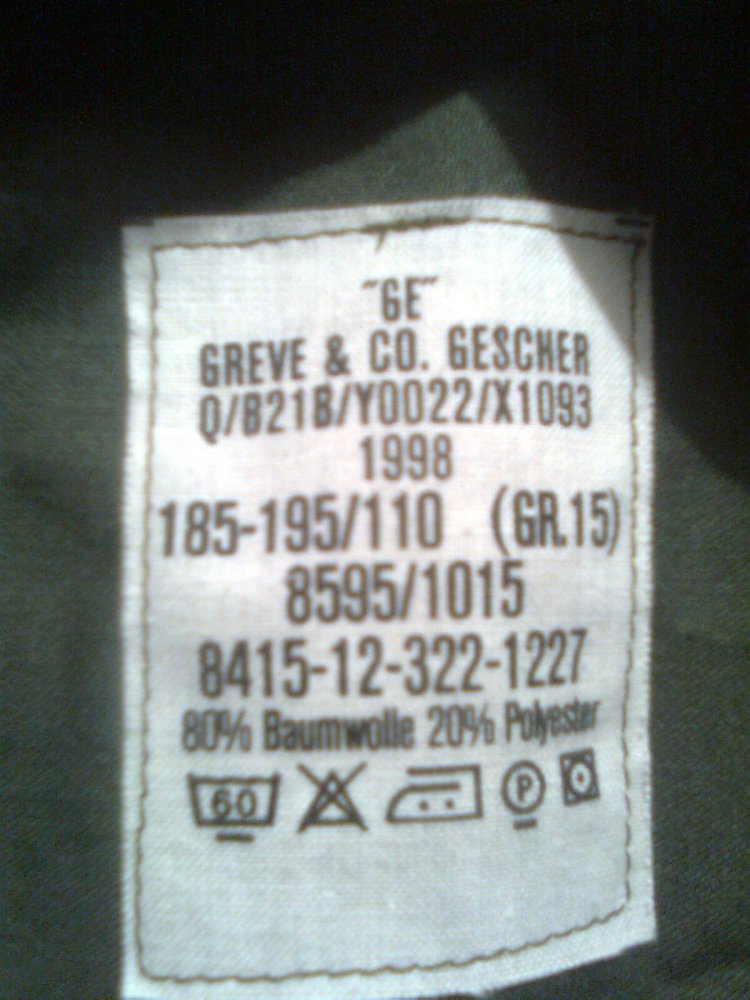 "GE"
GREVE & CO. GESCHER
Q/B21B/Y0022/X1093
1998
185-195/110 (GR.15)
8595/1015
8415-12-322-1227
80% Baumwolle 20% Polyester
60 P